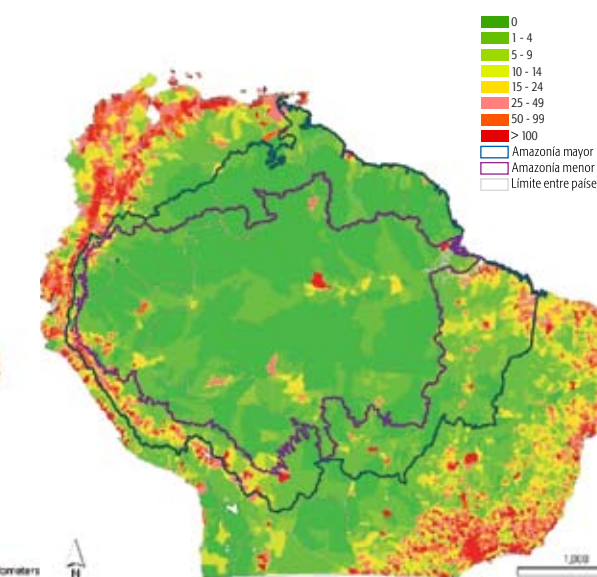 0
1 - 4
5 - 9
10 - 14
15 - 24
25 - 49
50 - 99
> 100
Amazonía mayor
Amazonía menor
Límite entre paíse
ometers
N
1,000